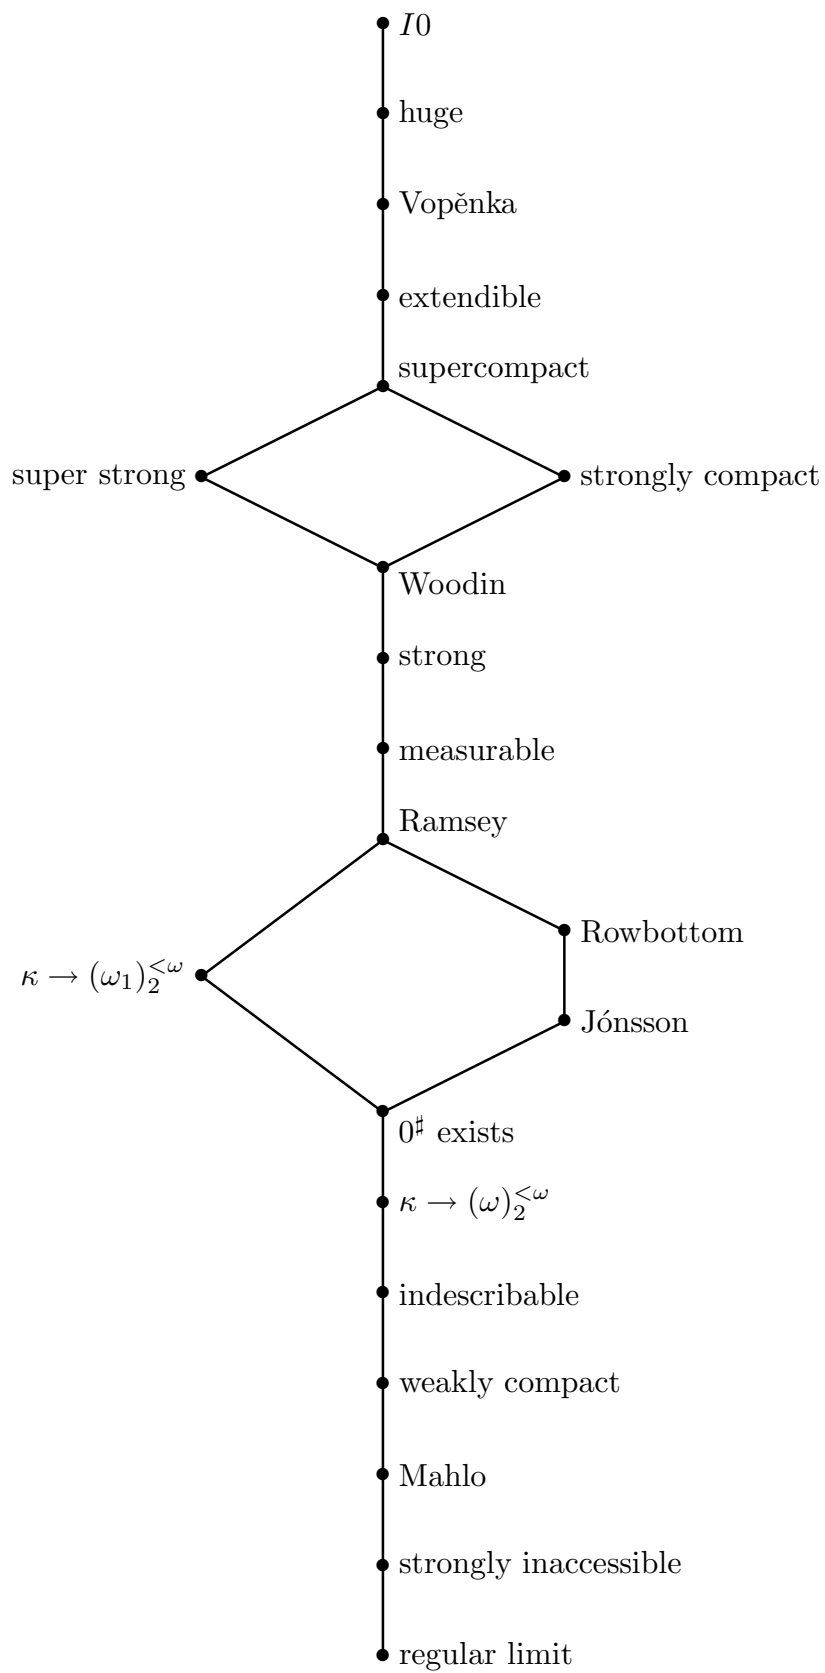 I0
huge
Vopěnka
extendible
supercompact
super strong
strongly compact
Woodin
strong
measurable
Ramsey
Rowbottom
κ → (ω₁)₂^{<ω}
Jónsson
0^♯ exists
κ → (ω)₂^{<ω}
indescribable
weakly compact
Mahlo
strongly inaccessible
regular limit